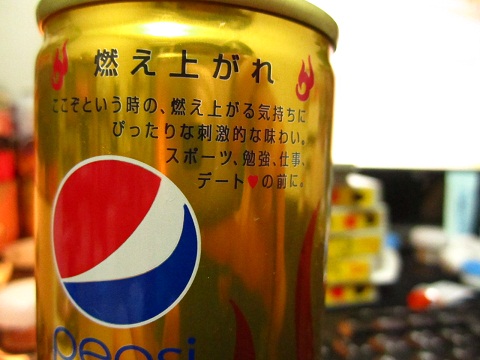 燃え上がれ
ここぞという時の、燃え上がる気持ちに
ぴったりな刺激的な味わい。
スポーツ、勉強、仕事、
デート♥の前に。
pepsi